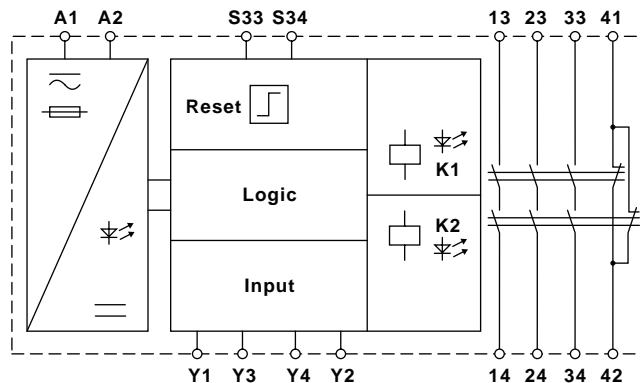 A1 A2 S33 S34 13 23 33 41
Reset
K1
Logic
K2
Input
Y1 Y3 Y4 Y2 14 24 34 42